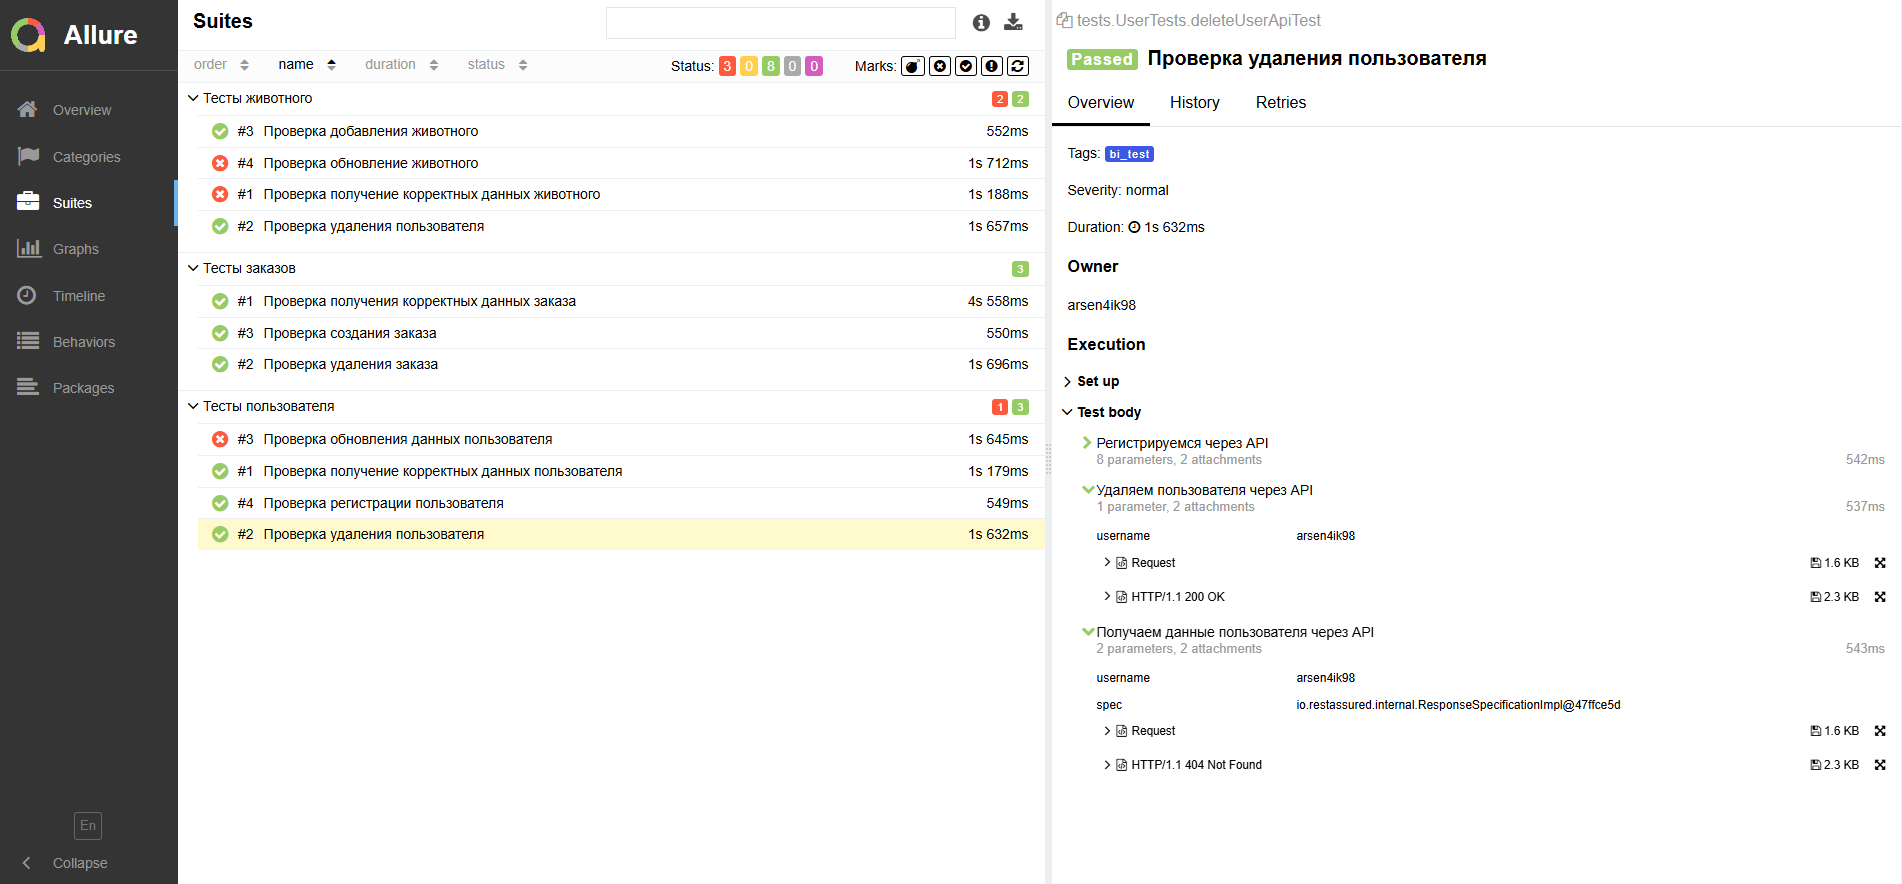 Allure
Overview
Categories
Suites
Graphs
Timeline
Behaviors
Packages
En
Collapse
Suites
order name duration status
Status: 3 0 8 0 0 Marks:
Тесты животного 2 2
#3 Проверка добавления животного 552ms
#4 Проверка обновление животного 1s 712ms
#1 Проверка получение корректных данных животного 1s 188ms
#2 Проверка удаления пользователя 1s 657ms
Тесты заказов 3
#1 Проверка получения корректных данных заказа 4s 558ms
#3 Проверка создания заказа 550ms
#2 Проверка удаления заказа 1s 696ms
Тесты пользователя 1 3
#3 Проверка обновления данных пользователя 1s 645ms
#1 Проверка получение корректных данных пользователя 1s 179ms
#4 Проверка регистрации пользователя 549ms
#2 Проверка удаления пользователя 1s 632ms
tests.UserTests.deleteUserApiTest
Passed Проверка удаления пользователя
Overview History Retries
Tags: bi_test
Severity: normal
Duration: 1s 632ms
Owner
arsen4ik98
Execution
Set up
Test body
Регистрируемся через API
8 parameters, 2 attachments 542ms
Удаляем пользователя через API
1 parameter, 2 attachments 537ms
username arsen4ik98
Request 1.6 KB
HTTP/1.1 200 OK 2.3 KB
Получаем данные пользователя через API
2 parameters, 2 attachments 543ms
username arsen4ik98
spec io.restassured.internal.ResponseSpecificationImpl@47ffce5d
Request 1.6 KB
HTTP/1.1 404 Not Found 2.3 KB